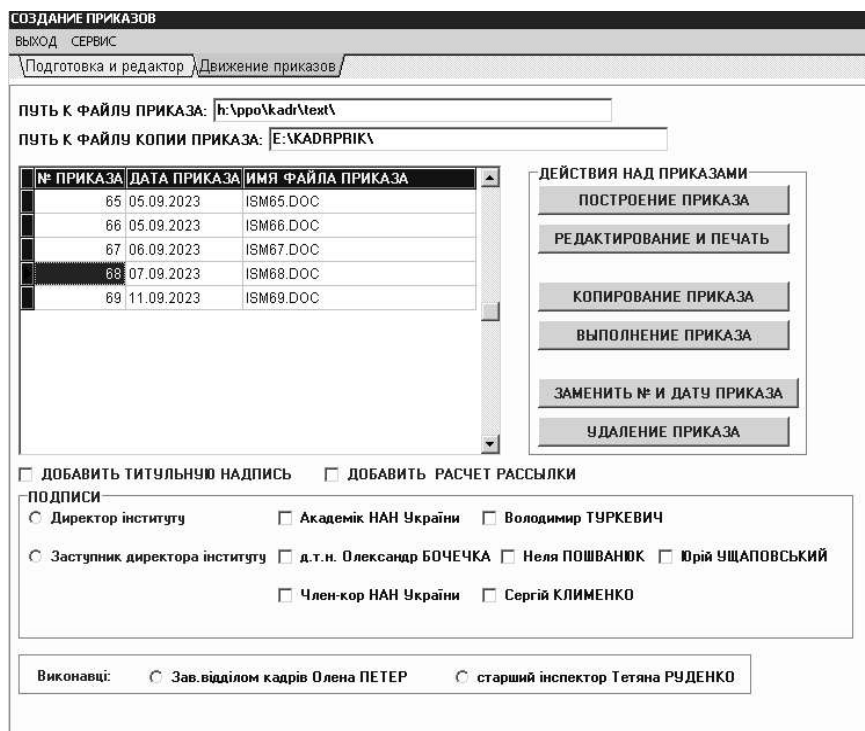 СОЗДАНИЕ ПРИКАЗОВ
ВЫХОД СЕРВИС
Подготовка и редактор Движение приказов
ПУТЬ К ФАЙЛУ ПРИКАЗА: h:\ppo\kadr\text\
ПУТЬ К ФАЙЛУ КОПИИ ПРИКАЗА: E:\KADRPRIK\
№ ПРИКАЗА ДАТА ПРИКАЗА ИМЯ ФАЙЛА ПРИКАЗА
65 05.09.2023 ISM65.DOC
66 05.09.2023 ISM66.DOC
67 06.09.2023 ISM67.DOC
68 07.09.2023 ISM68.DOC
69 11.09.2023 ISM69.DOC
ДЕЙСТВИЯ НАД ПРИКАЗАМИ
ПОСТРОЕНИЕ ПРИКАЗА
РЕДАКТИРОВАНИЕ И ПЕЧАТЬ
КОПИРОВАНИЕ ПРИКАЗА
ВЫПОЛНЕНИЕ ПРИКАЗА
ЗАМЕНИТЬ № И ДАТУ ПРИКАЗА
УДАЛЕНИЕ ПРИКАЗА
ДОБАВИТЬ ТИТУЛЬНУЮ НАДПИСЬ ДОБАВИТЬ РАСЧЕТ РАССЫЛКИ
ПОДПИСИ
Директор інституту Академік НАН України Володимир ТУРКЕВИЧ
Заступник директора інституту д.т.н. Олександр БОЧЕЧКА Неля ПОШВАНЮК Юрій УЩАПОВСЬКИЙ
Член-кор НАН України Сергій КЛИМЕНКО
Виконавці: Зав.відділом кадрів Олена ПЕТЕР старший інспектор Тетяна РУДЕНКО